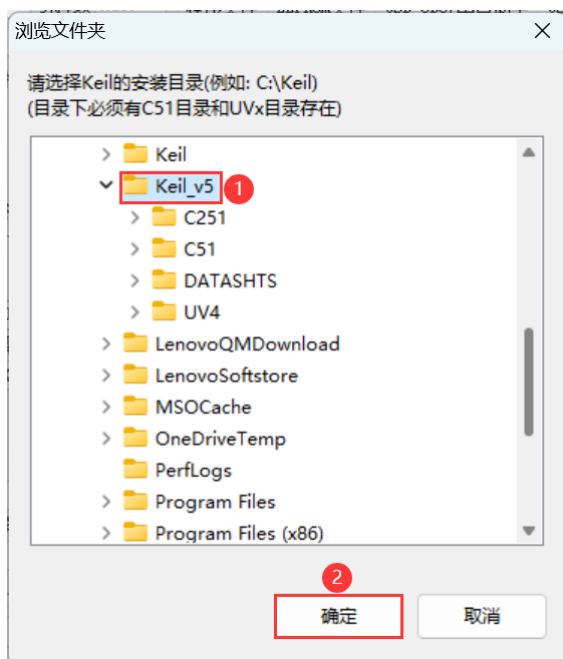 浏览文件夹
请选择Keil的安装目录(例如: C:\Keil)
(目录下必须有C51目录和UVx目录存在)
Keil
Keil_v5 1
C251
C51
DATASHTS
UV4
LenovoQMDownload
LenovoSoftstore
MSOCache
OneDriveTemp
PerfLogs
Program Files
Program Files (x86)
2
确定 取消